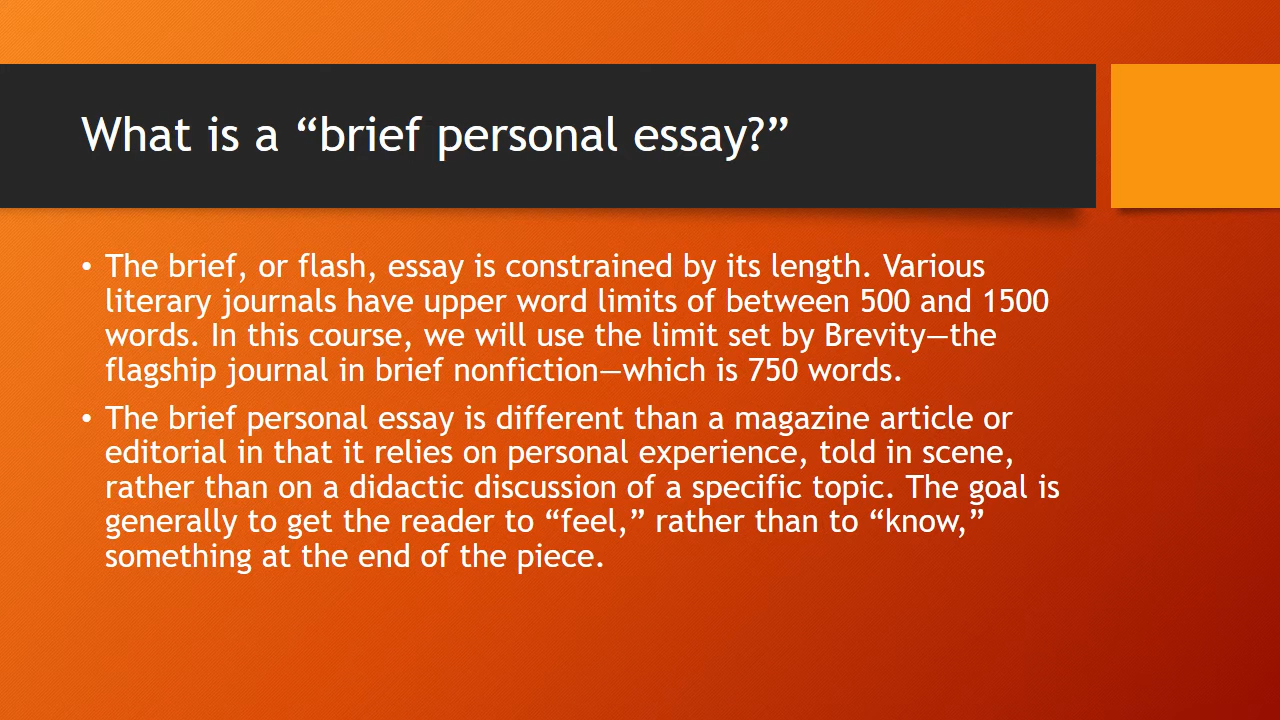 What is a “brief personal essay?”
• The brief, or flash, essay is constrained by its length. Various
literary journals have upper word limits of between 500 and 1500
words. In this course, we will use the limit set by Brevity—the
flagship journal in brief nonfiction—which is 750 words.
• The brief personal essay is different than a magazine article or
editorial in that it relies on personal experience, told in scene,
rather than on a didactic discussion of a specific topic. The goal is
generally to get the reader to “feel,” rather than to “know,”
something at the end of the piece.